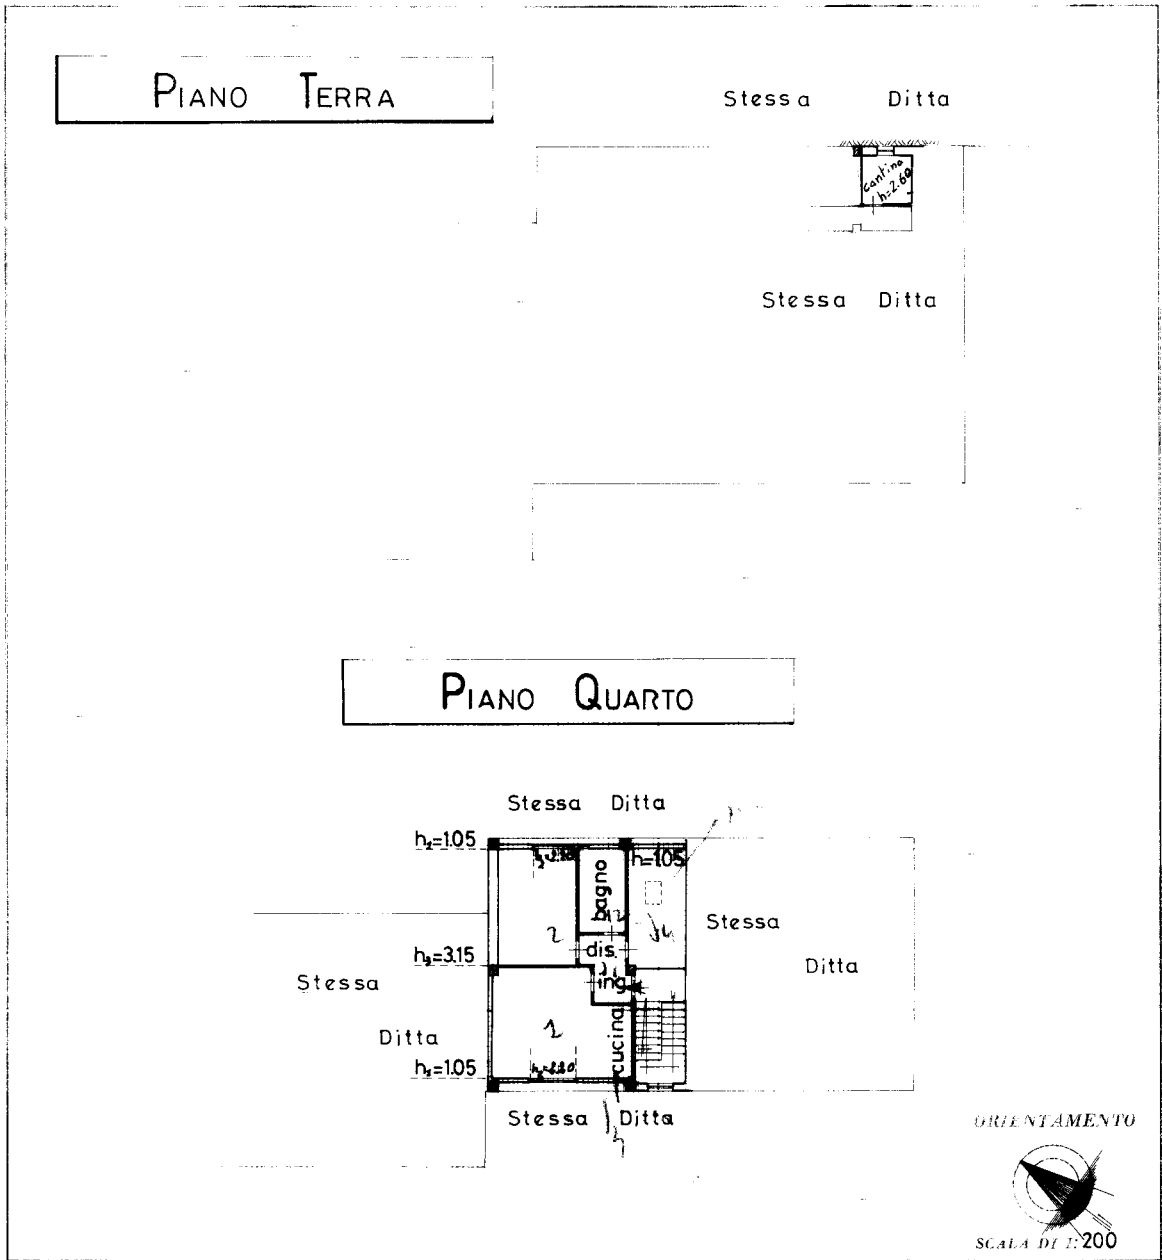 PIANO TERRA
Stessa Ditta
cantina
h=2.60
Stessa Ditta
PIANO QUARTO
Stessa Ditta
h₂=1.05
h=1.05
bagno
2
Stessa
dis.
h₃=3.15
Ditta
Stessa
ing
1
cucina
Ditta
h₁=1.05
h₂=2.20
Stessa Ditta
ORIENTAMENTO
SCALA DI 1:200